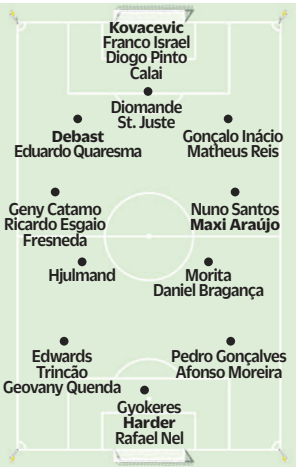 Kovacevic
Franco Israel
Diogo Pinto
Calai
Diomande
St. Juste
Debast
Eduardo Quaresma
Gonçalo Inácio
Matheus Reis
Geny Catamo
Ricardo Esgaio
Fresneda
Nuno Santos
Maxi Araújo
Hjulmand
Morita
Daniel Bragança
Edwards
Trincão
Geovany Quenda
Pedro Gonçalves
Afonso Moreira
Gyokeres
Harder
Rafael Nel